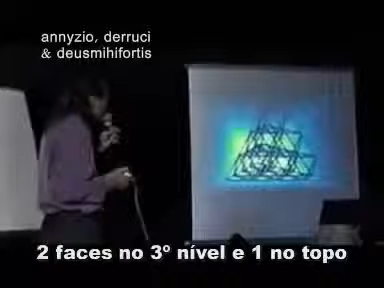 annyzio, derruci
& deusmihifortis
2 faces no 3º nível e 1 no topo